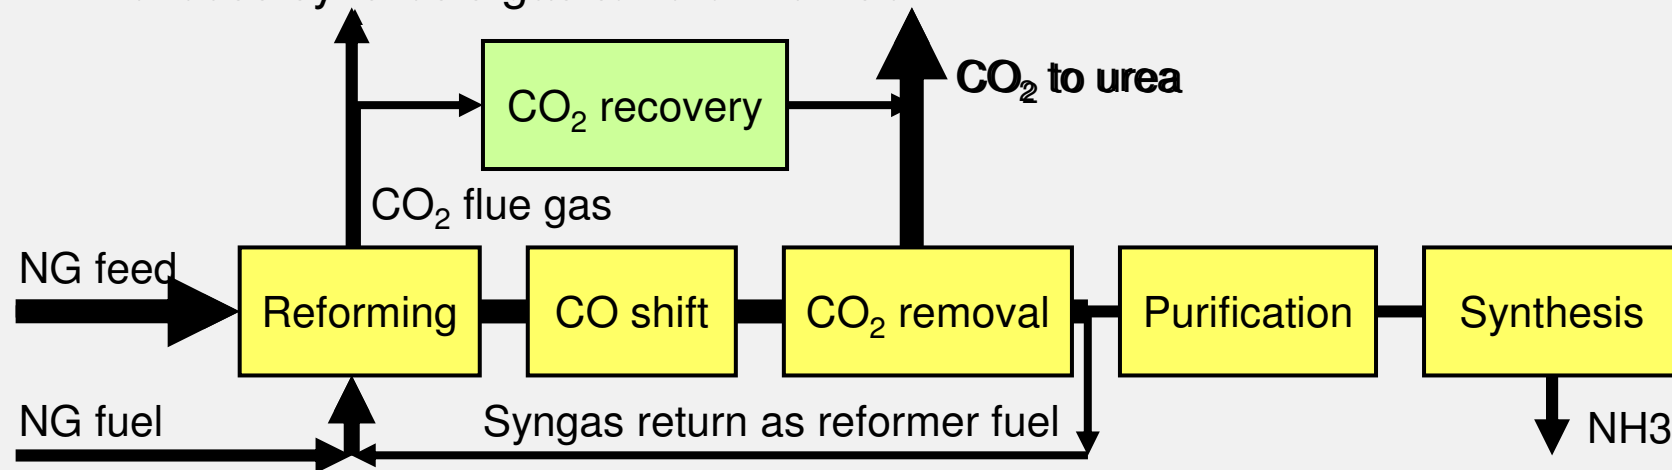 CO₂ recovery
CO₂ to urea
CO₂ flue gas
NG feed
Reforming
CO shift
CO₂ removal
Purification
Synthesis
NG fuel
Syngas return as reformer fuel
NH3